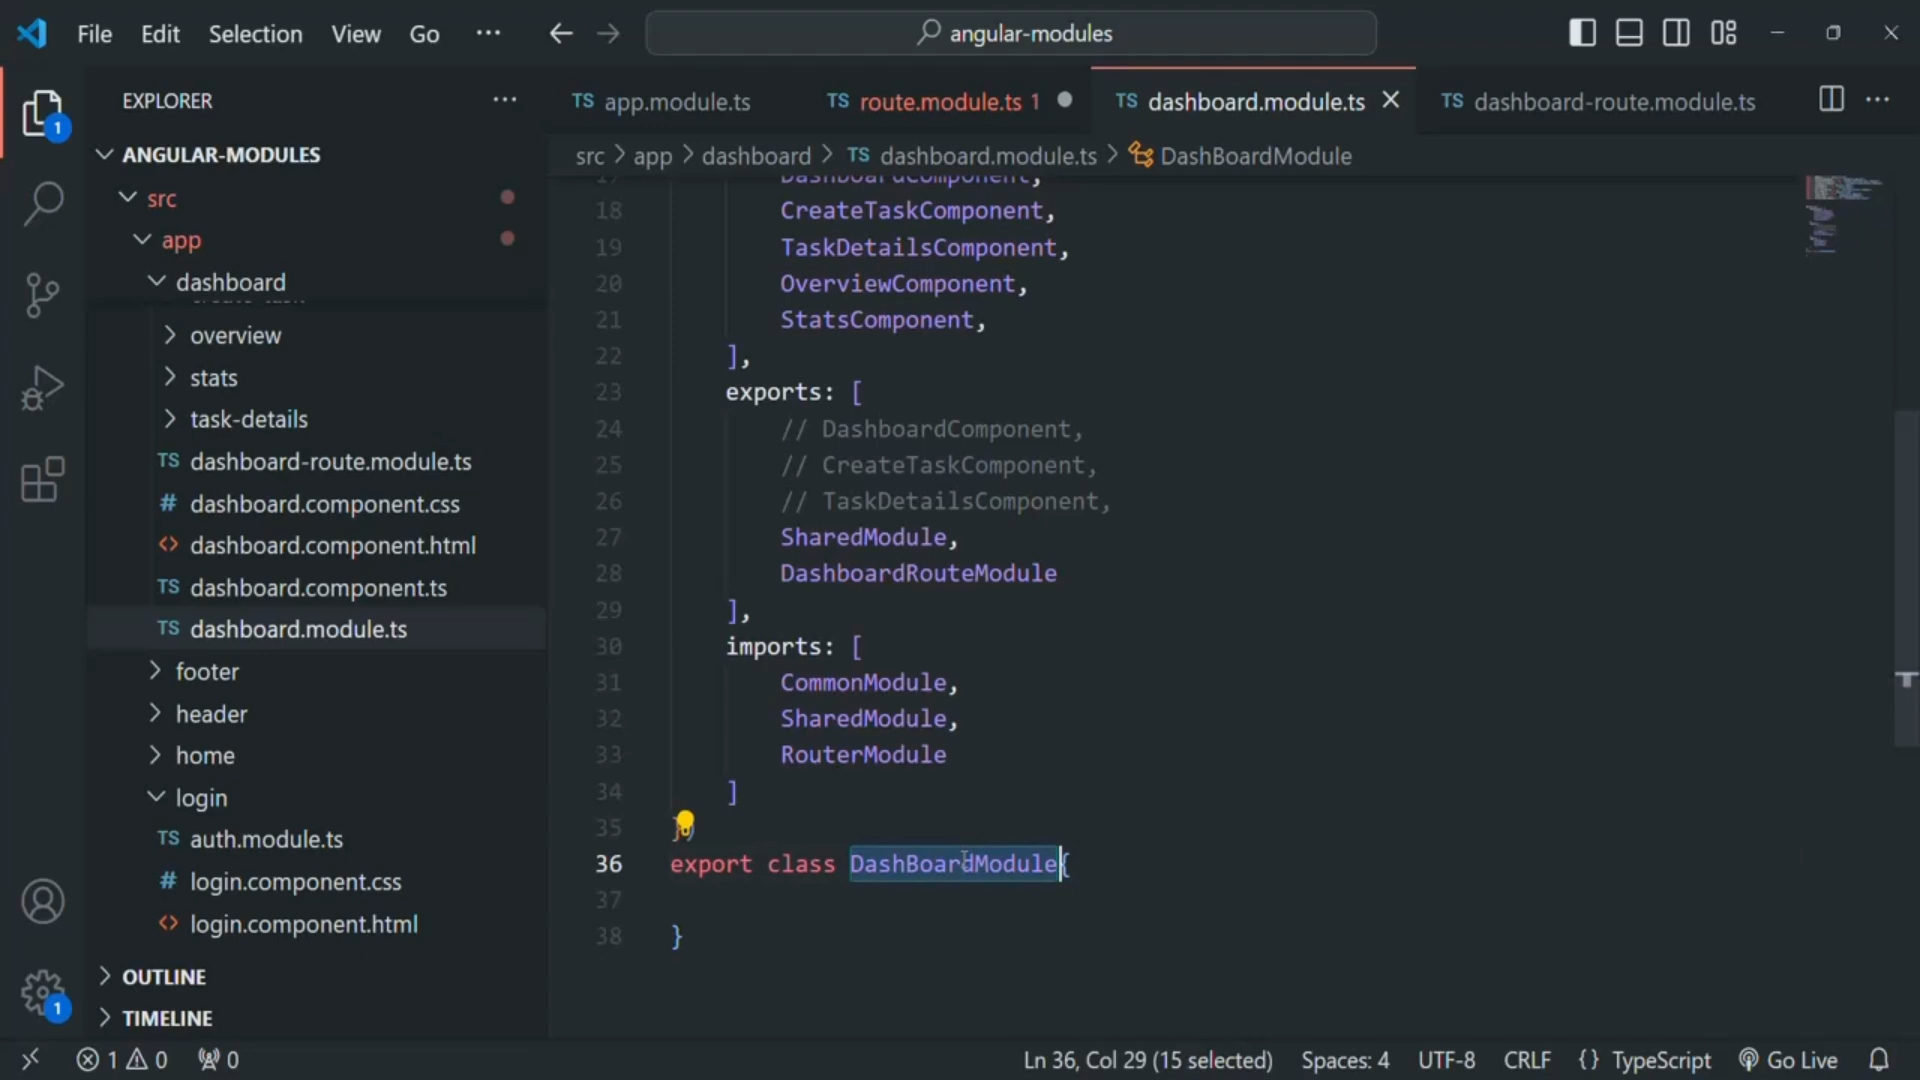 File Edit Selection View Go ··· angular-modules
EXPLORER ···
1
ANGULAR-MODULES
src
app
dashboard
overview
stats
task-details
TS dashboard-route.module.ts
# dashboard.component.css
<> dashboard.component.html
TS dashboard.component.ts
TS dashboard.module.ts
footer
header
home
login
TS auth.module.ts
# login.component.css
<> login.component.html
OUTLINE
1
TIMELINE
TS app.module.ts TS route.module.ts 1 TS dashboard.module.ts TS dashboard-route.module.ts ···
src > app > dashboard > TS dashboard.module.ts > DashBoardModule
DashboardComponent,
18 CreateTaskComponent,
19 TaskDetailsComponent,
20 OverviewComponent,
21 StatsComponent,
22 ],
23 exports: [
24 // DashboardComponent,
25 // CreateTaskComponent,
26 // TaskDetailsComponent,
27 SharedModule,
28 DashboardRouteModule
29 ],
30 imports: [
31 CommonModule,
32 SharedModule,
33 RouterModule
34 ]
35 })
36 export class DashBoardModule{
37
38 }
1 0 0 Ln 36, Col 29 (15 selected) Spaces: 4 UTF-8 CRLF {} TypeScript Go Live